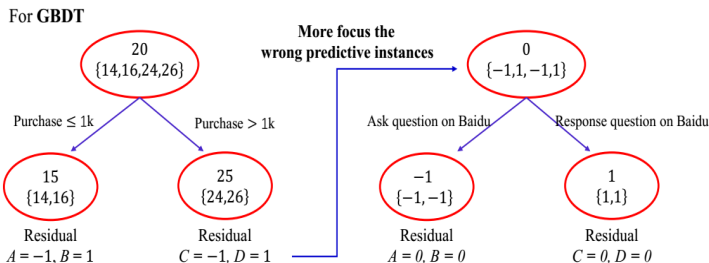 For GBDT
More focus the
wrong predictive instances
20
{14,16,24,26}
0
{−1,1, −1,1}
Purchase ≤ 1k
Purchase > 1k
Ask question on Baidu
Response question on Baidu
15
{14,16}
25
{24,26}
−1
{−1, −1}
1
{1,1}
Residual
A = −1, B = 1
Residual
C = −1, D = 1
Residual
A = 0, B = 0
Residual
C = 0, D = 0